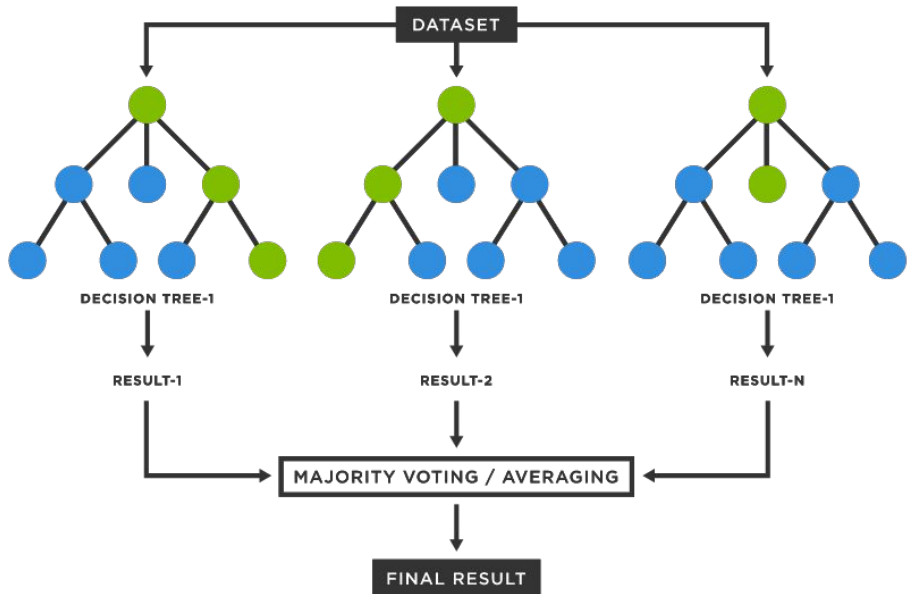 DATASET
DECISION TREE-1
DECISION TREE-1
DECISION TREE-1
RESULT-1
RESULT-2
RESULT-N
MAJORITY VOTING / AVERAGING
FINAL RESULT